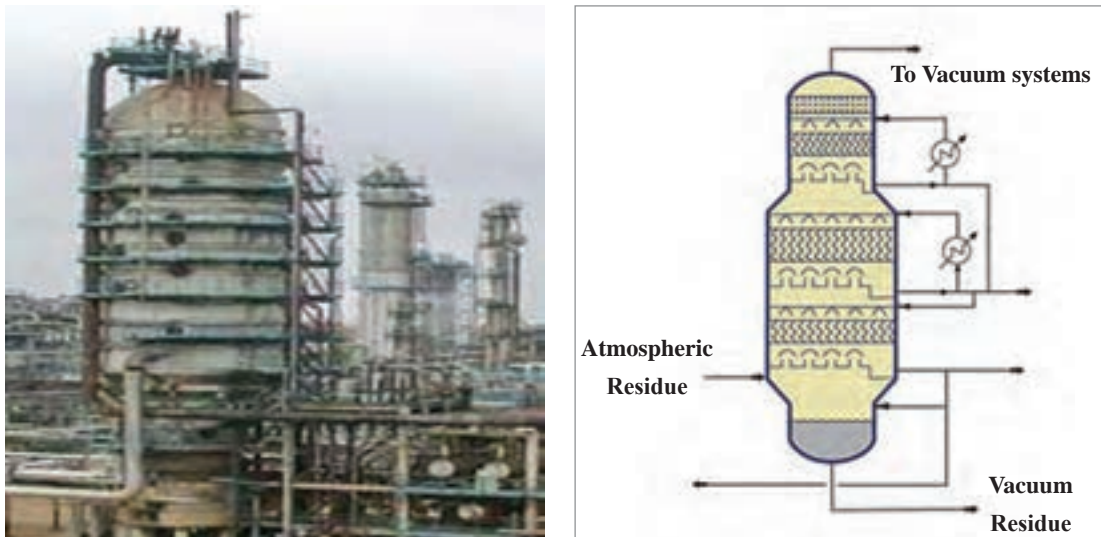 To Vacuum systems
Atmospheric
Residue
Vacuum
Residue